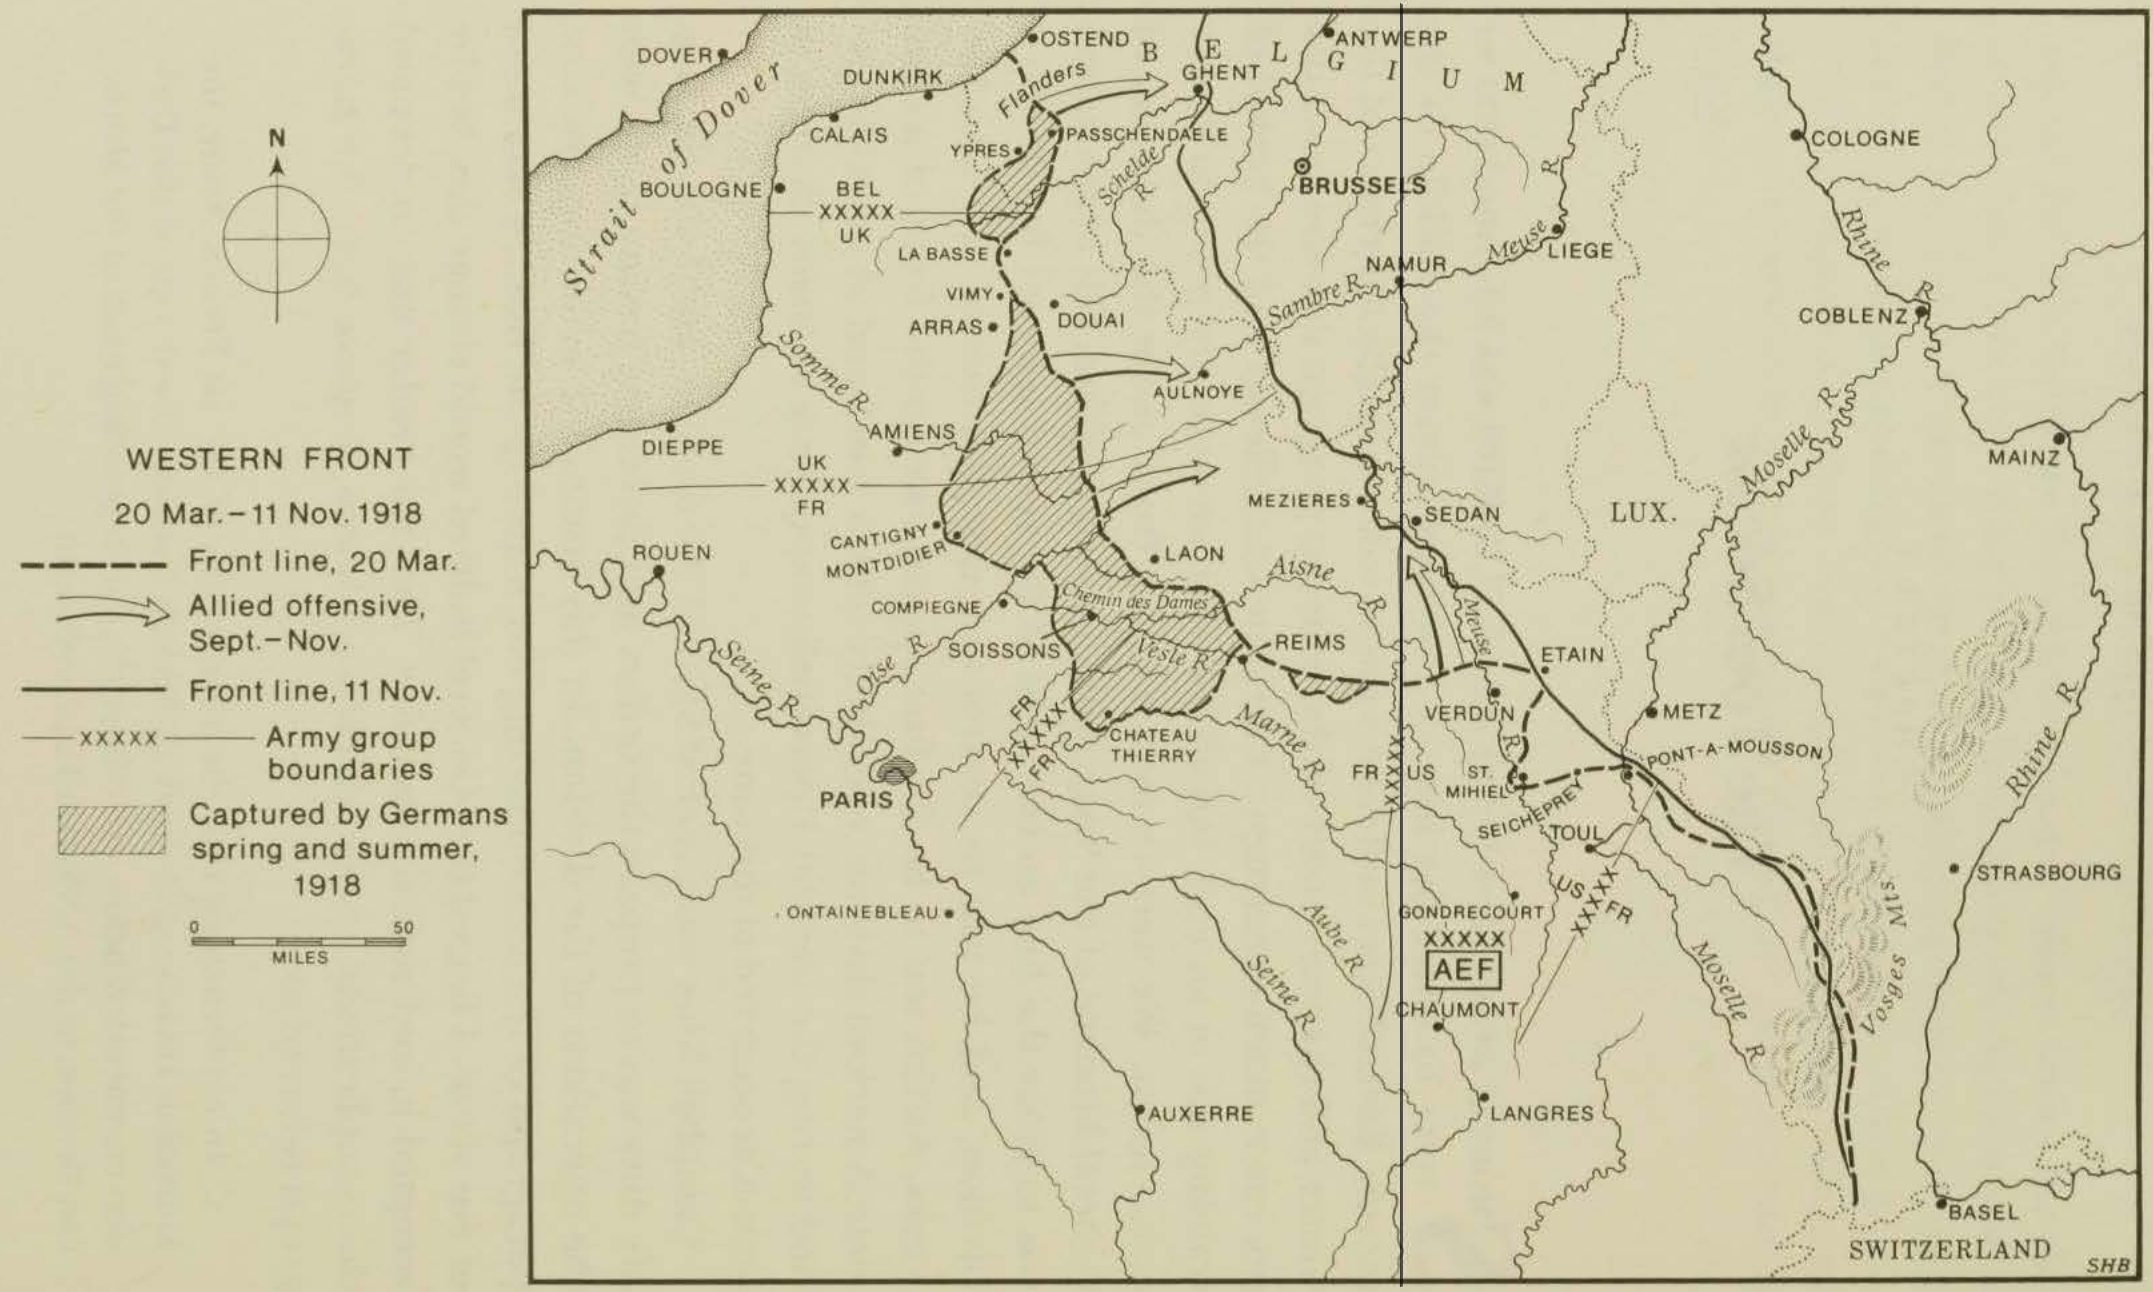 N
WESTERN FRONT
20 Mar.–11 Nov. 1918
Front line, 20 Mar.
Allied offensive,
Sept.–Nov.
Front line, 11 Nov.
XXXXX
Army group
boundaries
Captured by Germans
spring and summer,
1918
0 50
MILES
DOVER
Strait of Dover
OSTEND
BELGIUM
ANTWERP
DUNKIRK
Flanders
GHENT
CALAIS
YPRES
PASSCHENDAELE
COLOGNE
BOULOGNE
BEL
XXXXX
UK
Schelde R
BRUSSELS
Rhine R
LA BASSE
NAMUR
Meuse R
LIEGE
VIMY
ARRAS
DOUAI
Sambre R
COBLENZ
Somme R
AULNOYE
Moselle R
DIEPPE
AMIENS
MAINZ
UK
XXXXX
FR
MEZIERES
SEDAN
LUX.
CANTIGNY
MONTDIDIER
ROUEN
LAON
Aisne R
COMPIEGNE
Chemin des Dames
Meuse R
SOISSONS
Vesle R
REIMS
ETAIN
Seine R
Oise R
VERDUN
METZ
FR
XXXXX
FR
CHATEAU
THIERRY
Marne R
FR XXXXX US
ST.
MIHIEL
PONT-A-MOUSSON
Rhine R
PARIS
SEICHEPREY
TOUL
STRASBOURG
US
XXXXX
FR
ONTAINEBLEAU
Aube R
GONDRECOURT
XXXXX
AEF
CHAUMONT
Seine R
Moselle R
Vosges Mts
AUXERRE
LANGRES
BASEL
SWITZERLAND
SHB